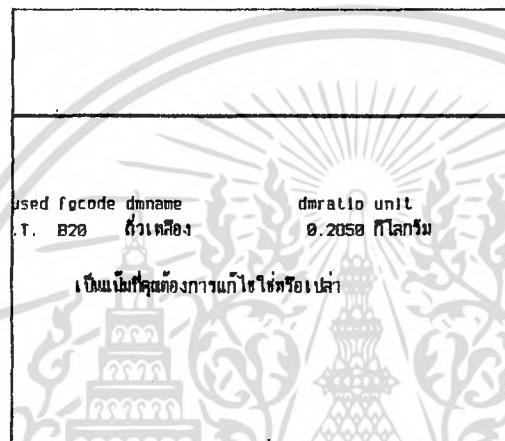 used fgcode dmname dmratio unit
.T. B20 ถั่วเหลือง 0.2050 กิโลกรัม
เป็นแน้มที่คุณต้องการแก้ไขใช่หรือเปล่า